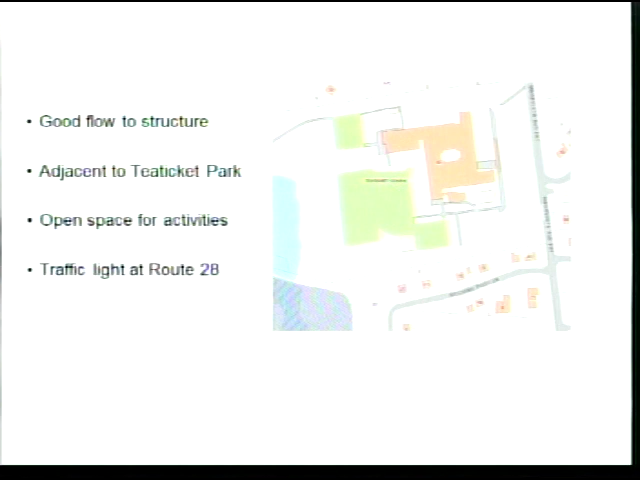 • Good flow to structure
• Adjacent to Teaticket Park
• Open space for activities
• Traffic light at Route 28